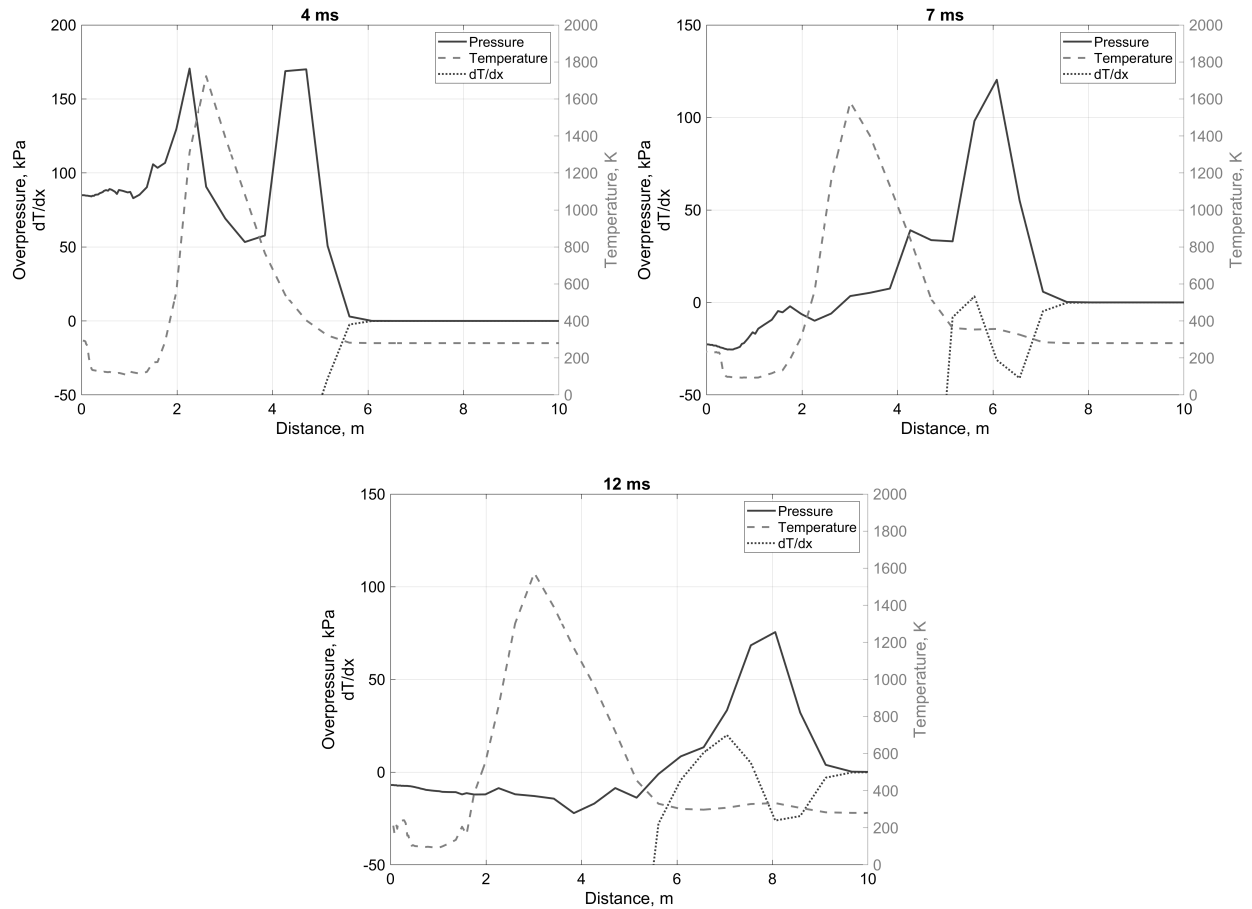 4 ms
200
150
100
50
0
-50
Overpressure, kPa
dT/dx
0 2 4 6 8 10
Distance, m
2000
1800
1600
1400
1200
1000
800
600
400
200
0
Temperature, K
Pressure
Temperature
dT/dx
7 ms
150
100
50
0
-50
Overpressure, kPa
dT/dx
0 2 4 6 8 10
Distance, m
2000
1800
1600
1400
1200
1000
800
600
400
200
0
Temperature, K
Pressure
Temperature
dT/dx
12 ms
150
100
50
0
-50
Overpressure, kPa
dT/dx
0 2 4 6 8 10
Distance, m
2000
1800
1600
1400
1200
1000
800
600
400
200
0
Temperature, K
Pressure
Temperature
dT/dx